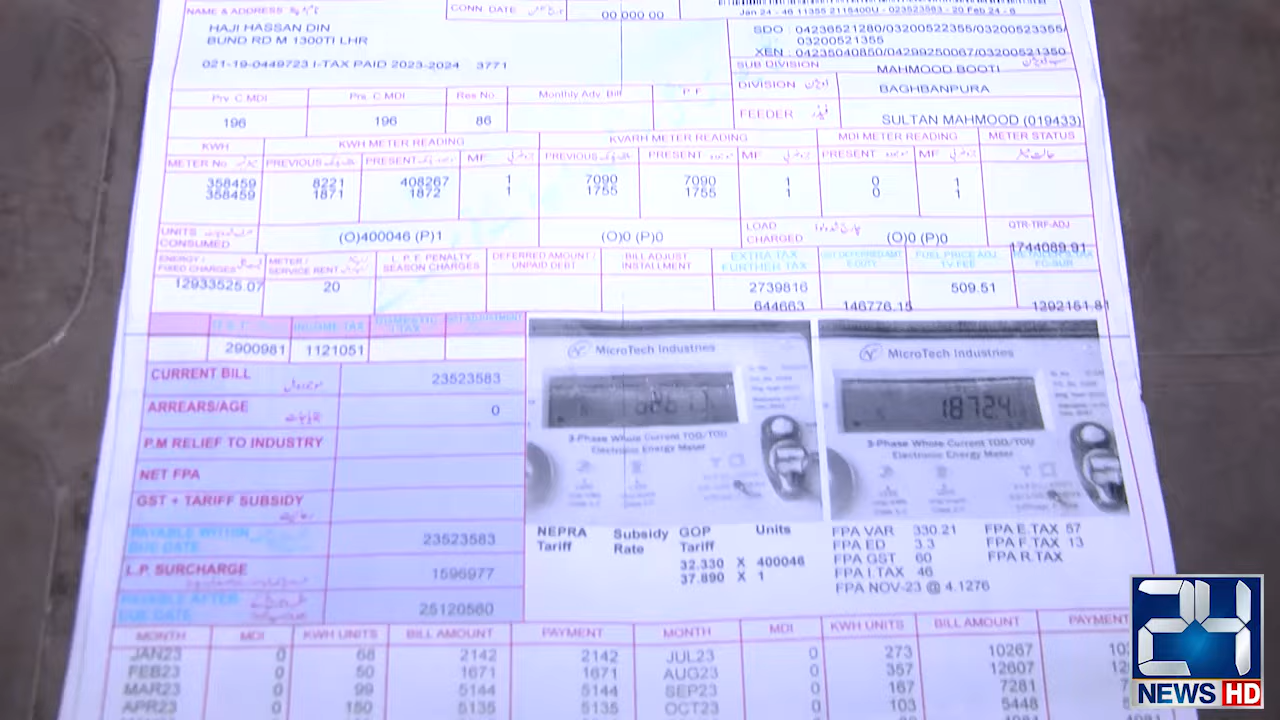 NAME & ADDRESS
CONN. DATE
00 000 00
Jan 24 - 46 11355 2118400U - 023523583 - 20 Feb 24 - 6
HAJI HASSAN DIN
BUND RD M 1300TI LHR
021-19-0449723 I-TAX PAID 2023-2024 3771
SDO : 04236521280/03200522355/03200523355/
03200521355
XEN : 04235040850/04299250067/03200521350
SUB DIVISION MAHMOOD BOOTI
DIVISION BAGHBANPURA
FEEDER SULTAN MAHMOOD (019433)
Prv. C MDI Prs. C MDI Res No Monthly Adv. Bill P.F
196 196 86
KWH KWH METER READING KVARH METER READING MDI METER READING METER STATUS
METER No PREVIOUS PRESENT MF PREVIOUS PRESENT MF PRESENT MF
358459 8221 408267 1 7090 7090 1 0 1
358459 1871 1872 1 1755 1755 1 0 1
UNITS CONSUMED (O)400046 (P)1 (O)0 (P)0 LOAD CHARGED (O)0 (P)0 QTR-TRF-ADJ
1744089.91
ENERGY / FIXED CHARGES METER / SERVICE RENT L.P.F PENALTY SEASON CHARGES DEFERRED AMOUNT / UNPAID DEBT BILL ADJUST INSTALLMENT EXTRA TAX FURTHER TAX FUEL PRICE ADJ TV FEE
12933525.07 20 2739816 509.51
644663 146776.15 1292161.81
G.S.T INCOME TAX
2900981 1121051
CURRENT BILL 23523583
ARREARS/AGE 0
P.M RELIEF TO INDUSTRY
NET FPA
GST + TARIFF SUBSIDY
PAYABLE WITHIN DUE DATE 23523583
L.P. SURCHARGE 1596977
PAYABLE AFTER DUE DATE 25120560
MicroTech Industries
3-Phase Whole Current TOD/TOU
Electronic Energy Meter
MicroTech Industries
1872.4
3-Phase Whole Current TOD/TOU
Electronic Energy Meter
NEPRA Tariff Subsidy Rate GOP Tariff Units
32.330 X 400046
37.890 X 1
FPA VAR 330.21 FPA E.TAX 57
FPA ED 3.3 FPA F.TAX 13
FPA GST 60 FPA R.TAX
FPA I.TAX 46
FPA NOV-23 @ 4.1276
MONTH MDI KWH UNITS BILL AMOUNT PAYMENT MONTH MDI KWH UNITS BILL AMOUNT PAYMENT
JAN23 0 68 2142 2142 JUL23 0 273 10267
FEB23 0 50 1671 1671 AUG23 0 357 12607
MAR23 0 99 5144 SEP23 0 187 7281
APR23 0 150 5135 OCT23 0 103 5448
24
NEWS HD